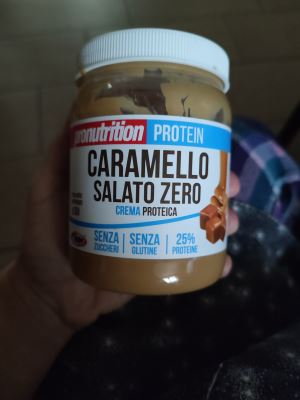 pronutrition PROTEIN
CARAMELLO
SALATO ZERO
CREMA PROTEICA
SENZA SENZA 25%
ZUCCHERI GLUTINE PROTEINE